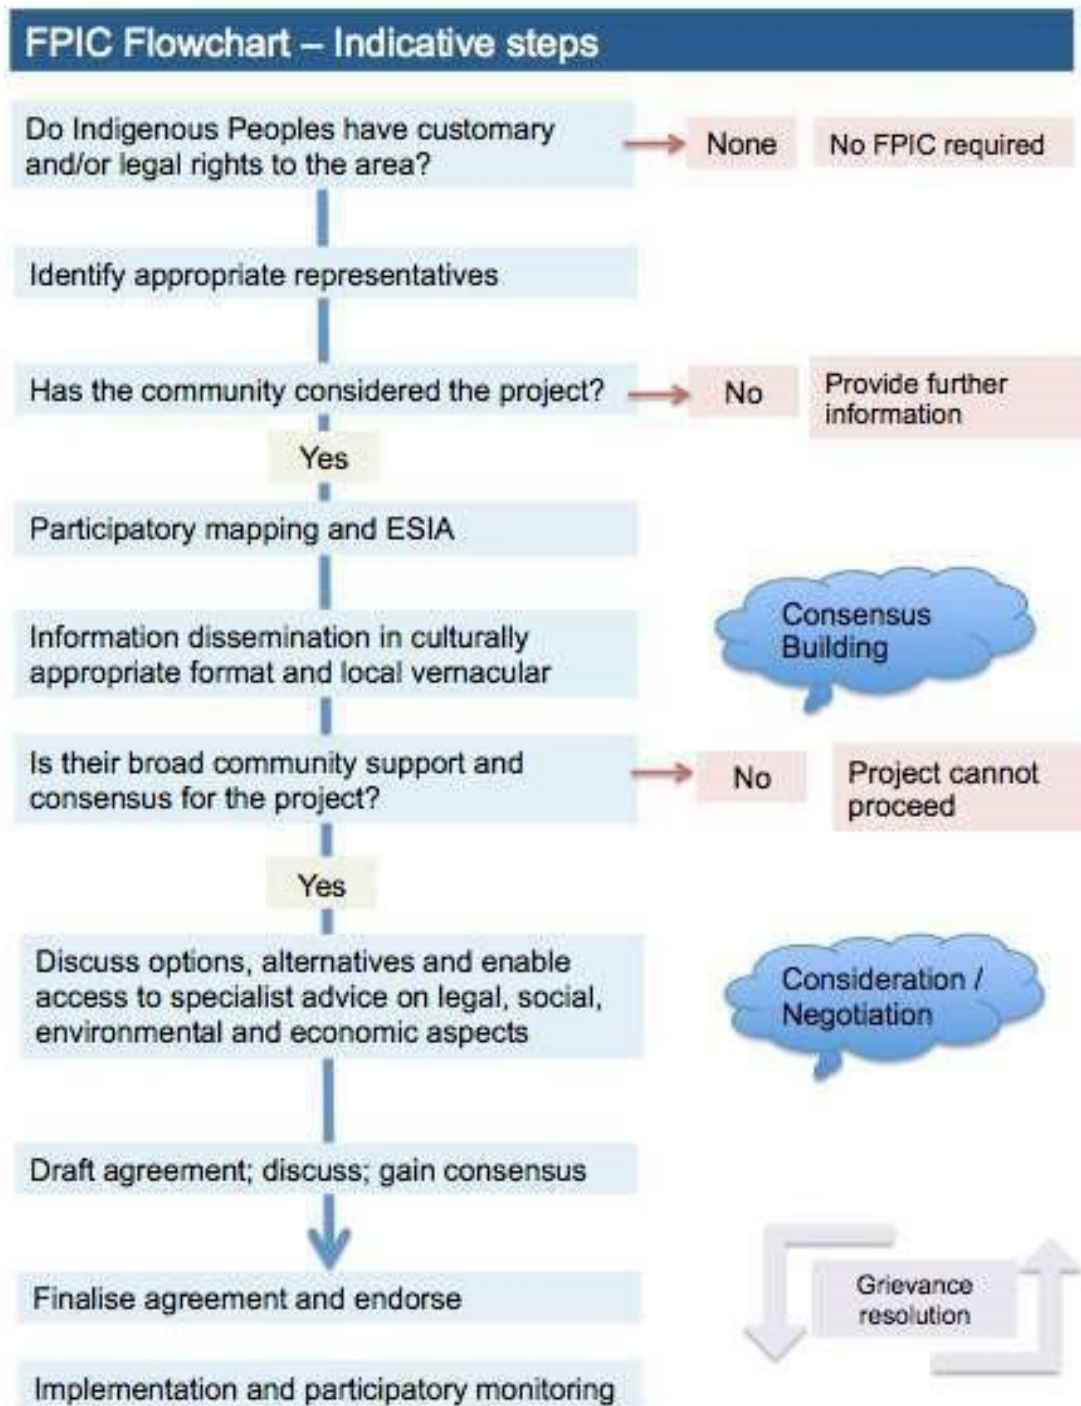 FPIC Flowchart – Indicative steps
Do Indigenous Peoples have customary
and/or legal rights to the area?
None
No FPIC required
Identify appropriate representatives
Has the community considered the project?
No
Provide further
information
Yes
Participatory mapping and ESIA
Information dissemination in culturally
appropriate format and local vernacular
Consensus
Building
Is their broad community support and
consensus for the project?
No
Project cannot
proceed
Yes
Discuss options, alternatives and enable
access to specialist advice on legal, social,
environmental and economic aspects
Consideration /
Negotiation
Draft agreement; discuss; gain consensus
Finalise agreement and endorse
Grievance
resolution
Implementation and participatory monitoring